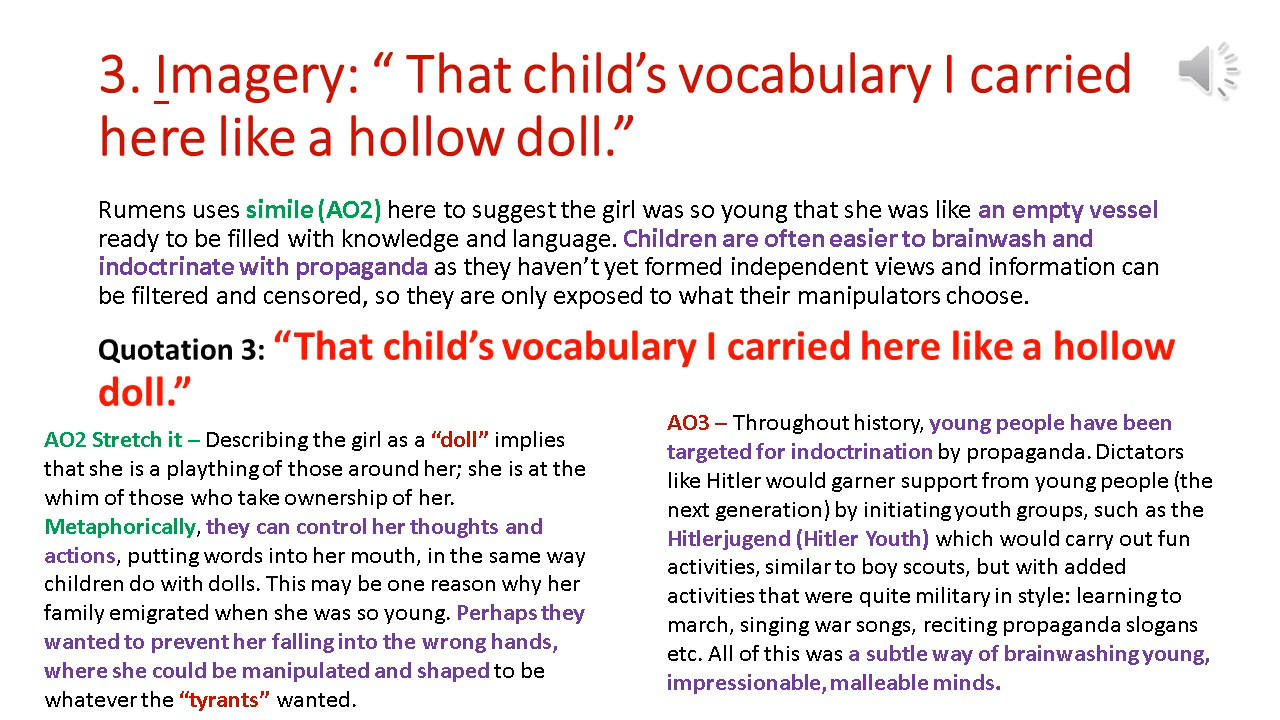 3. Imagery: “ That child’s vocabulary I carried
here like a hollow doll.”
Rumens uses simile (AO2) here to suggest the girl was so young that she was like an empty vessel
ready to be filled with knowledge and language. Children are often easier to brainwash and
indoctrinate with propaganda as they haven’t yet formed independent views and information can
be filtered and censored, so they are only exposed to what their manipulators choose.
Quotation 3: “That child’s vocabulary I carried here like a hollow
doll.”
AO2 Stretch it – Describing the girl as a “doll” implies
that she is a plaything of those around her; she is at the
whim of those who take ownership of her.
Metaphorically, they can control her thoughts and
actions, putting words into her mouth, in the same way
children do with dolls. This may be one reason why her
family emigrated when she was so young. Perhaps they
wanted to prevent her falling into the wrong hands,
where she could be manipulated and shaped to be
whatever the “tyrants” wanted.
AO3 – Throughout history, young people have been
targeted for indoctrination by propaganda. Dictators
like Hitler would garner support from young people (the
next generation) by initiating youth groups, such as the
Hitlerjugend (Hitler Youth) which would carry out fun
activities, similar to boy scouts, but with added
activities that were quite military in style: learning to
march, singing war songs, reciting propaganda slogans
etc. All of this was a subtle way of brainwashing young,
impressionable, malleable minds.